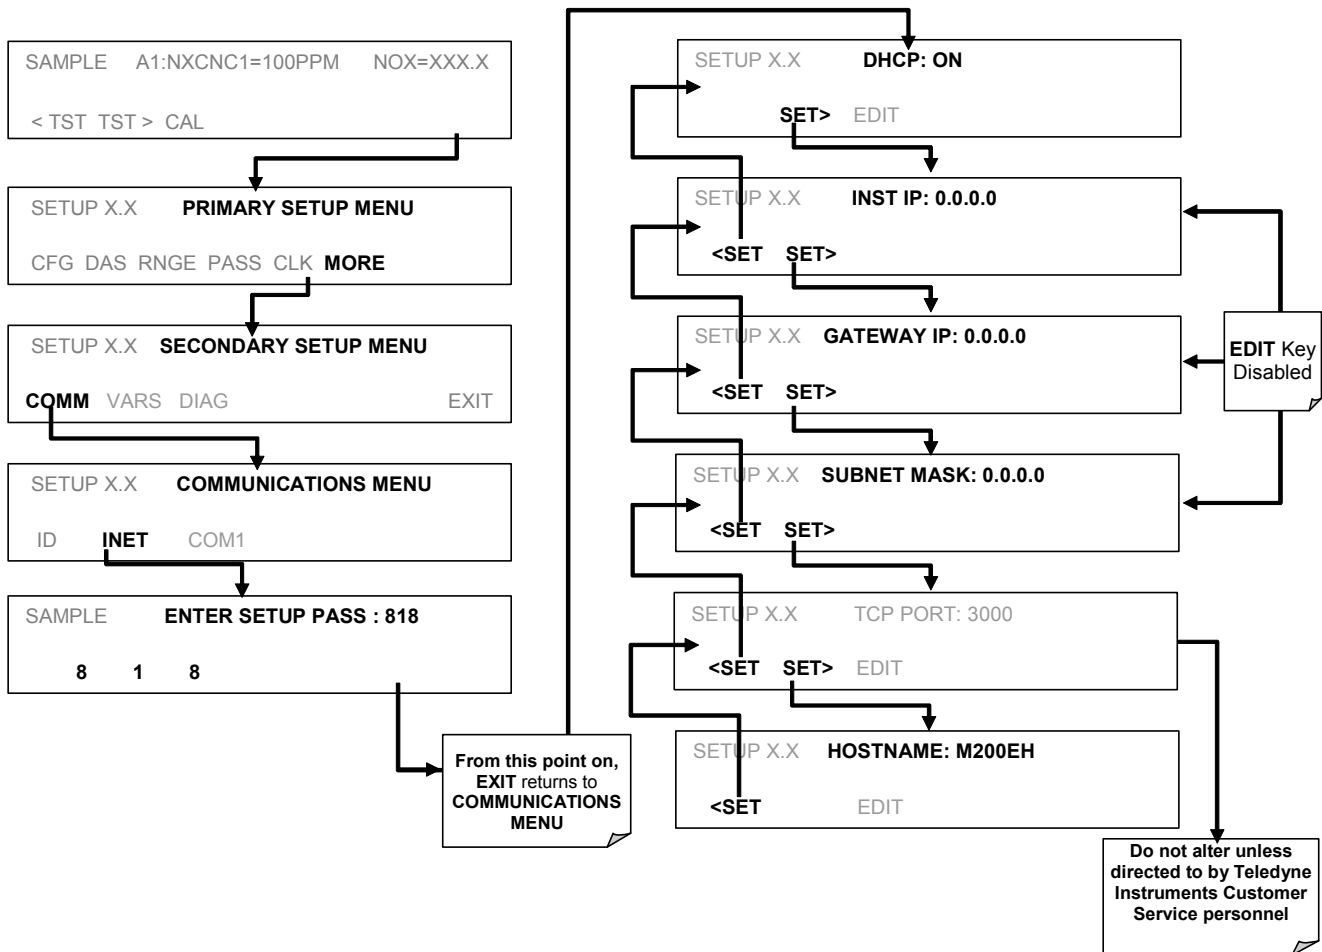 SAMPLE A1:NXCNC1=100PPM NOX=XXX.X
< TST TST > CAL
SETUP X.X PRIMARY SETUP MENU
CFG DAS RNGE PASS CLK MORE
SETUP X.X SECONDARY SETUP MENU
COMM VARS DIAG EXIT
SETUP X.X COMMUNICATIONS MENU
ID INET COM1
SAMPLE ENTER SETUP PASS : 818
8 1 8
From this point on,
EXIT returns to
COMMUNICATIONS
MENU
SETUP X.X DHCP: ON
SET> EDIT
SETUP X.X INST IP: 0.0.0.0
<SET SET>
SETUP X.X GATEWAY IP: 0.0.0.0
<SET SET>
SETUP X.X SUBNET MASK: 0.0.0.0
<SET SET>
SETUP X.X TCP PORT: 3000
<SET SET> EDIT
SETUP X.X HOSTNAME: M200EH
<SET EDIT
EDIT Key
Disabled
Do not alter unless
directed to by Teledyne
Instruments Customer
Service personnel